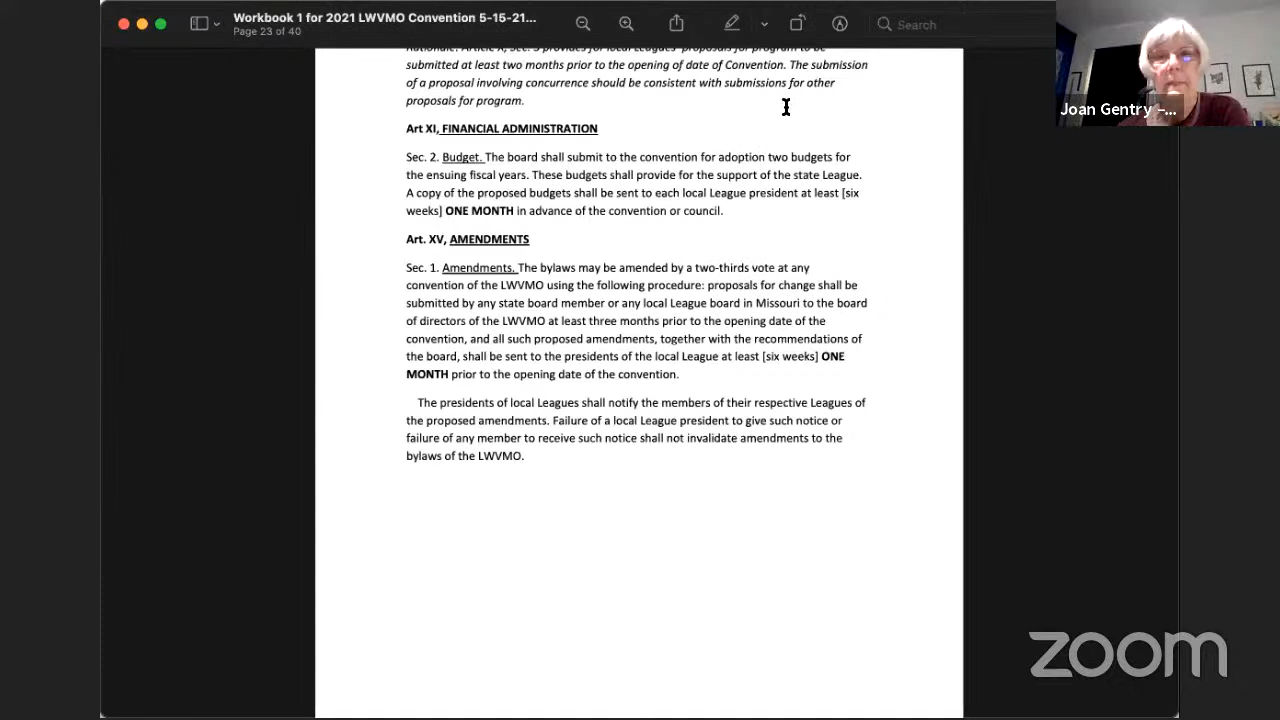 Workbook 1 for 2021 LWVMO Convention 5-15-21...
Page 23 of 40
Search
Rationale: Article X, Sec. 3 provides for local Leagues' proposals for program to be
submitted at least two months prior to the opening of date of Convention. The submission
of a proposal involving concurrence should be consistent with submissions for other
proposals for program.
Joan Gentry –...
Art XI, FINANCIAL ADMINISTRATION
Sec. 2. Budget. The board shall submit to the convention for adoption two budgets for
the ensuing fiscal years. These budgets shall provide for the support of the state League.
A copy of the proposed budgets shall be sent to each local League president at least [six
weeks] ONE MONTH in advance of the convention or council.
Art. XV, AMENDMENTS
Sec. 1. Amendments. The bylaws may be amended by a two-thirds vote at any
convention of the LWVMO using the following procedure: proposals for change shall be
submitted by any state board member or any local League board in Missouri to the board
of directors of the LWVMO at least three months prior to the opening date of the
convention, and all such proposed amendments, together with the recommendations of
the board, shall be sent to the presidents of the local League at least [six weeks] ONE
MONTH prior to the opening date of the convention.
The presidents of local Leagues shall notify the members of their respective Leagues of
the proposed amendments. Failure of a local League president to give such notice or
failure of any member to receive such notice shall not invalidate amendments to the
bylaws of the LWVMO.
zoom